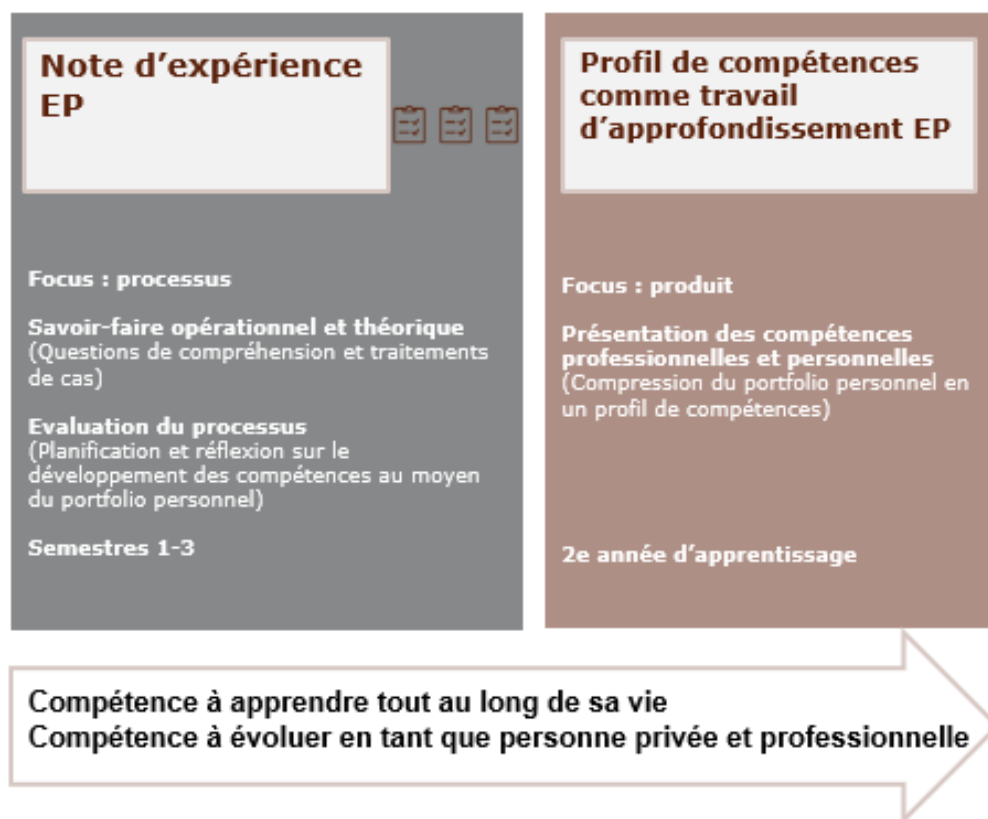 Note d’expérience
EP
Focus : processus
Savoir-faire opérationnel et théorique
(Questions de compréhension et traitements
de cas)
Evaluation du processus
(Planification et réflexion sur le
développement des compétences au moyen
du portfolio personnel)
Semestres 1-3
Profil de compétences
comme travail
d’approfondissement EP
Focus : produit
Présentation des compétences
professionnelles et personnelles
(Compression du portfolio personnel en
un profil de compétences)
2e année d’apprentissage
Compétence à apprendre tout au long de sa vie
Compétence à évoluer en tant que personne privée et professionnelle